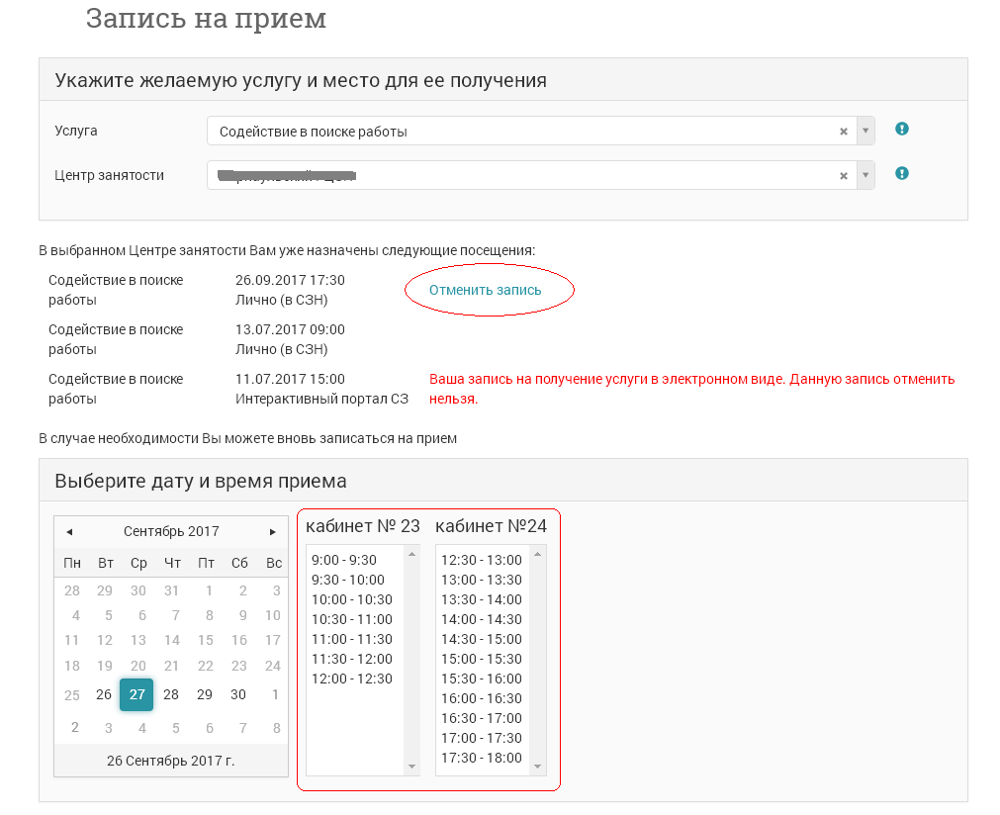 Запись на прием
Укажите желаемую услугу и место для ее получения
Услуга
Содействие в поиске работы
Центр занятости
В выбранном Центре занятости Вам уже назначены следующие посещения:
Содействие в поиске работы
26.09.2017 17:30
Лично (в СЗН)
Отменить запись
Содействие в поиске работы
13.07.2017 09:00
Лично (в СЗН)
Содействие в поиске работы
11.07.2017 15:00
Интерактивный портал СЗ
Ваша запись на получение услуги в электронном виде. Данную запись отменить
нельзя.
В случае необходимости Вы можете вновь записаться на прием
Выберите дату и время приема
Сентябрь 2017
Пн Вт Ср Чт Пт Сб Вс
28 29 30 31 1 2 3
4 5 6 7 8 9 10
11 12 13 14 15 16 17
18 19 20 21 22 23 24
25 26 27 28 29 30 1
2 3 4 5 6 7 8
26 Сентябрь 2017 г.
кабинет № 23
9:00 - 9:30
9:30 - 10:00
10:00 - 10:30
10:30 - 11:00
11:00 - 11:30
11:30 - 12:00
12:00 - 12:30
кабинет №24
12:30 - 13:00
13:00 - 13:30
13:30 - 14:00
14:00 - 14:30
14:30 - 15:00
15:00 - 15:30
15:30 - 16:00
16:00 - 16:30
16:30 - 17:00
17:00 - 17:30
17:30 - 18:00